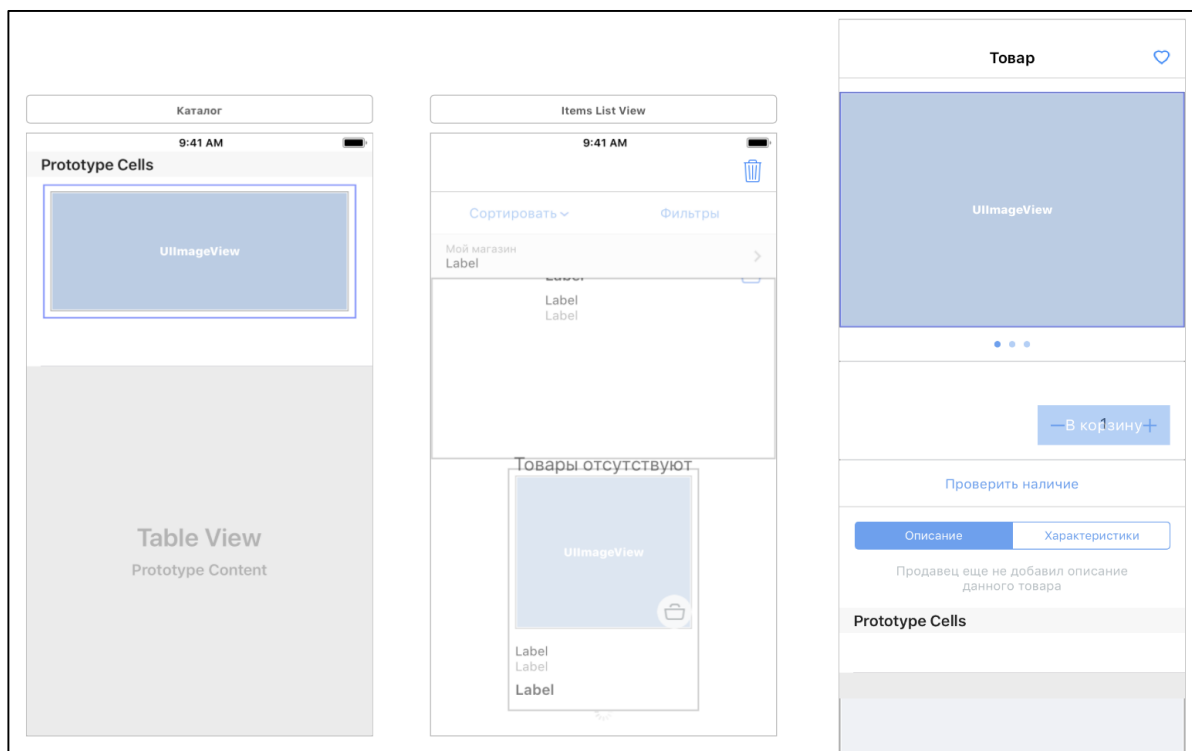 Каталог
9:41 AM
Prototype Cells
UIImageView
Table View
Prototype Content
Items List View
9:41 AM
Сортировать
Фильтры
Мой магазин
Label
Label
Label
Label
Товары отсутствуют
UIImageView
Label
Label
Label
Товар
UIImageView
В корзину
1
Проверить наличие
Описание
Характеристики
Продавец еще не добавил описание
данного товара
Prototype Cells